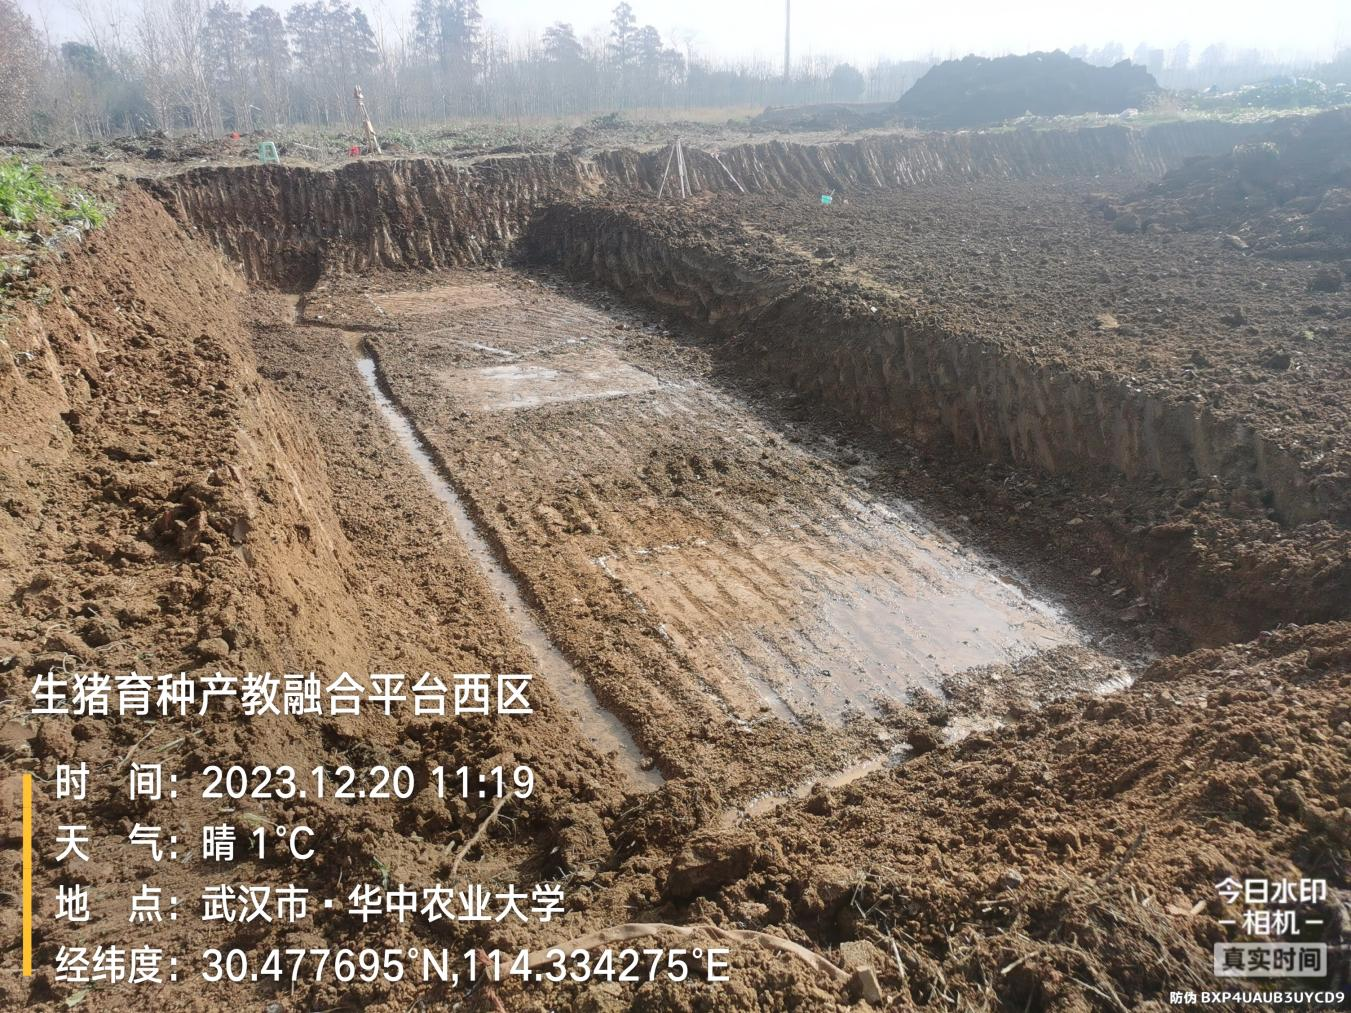 生猪育种产教融合平台西区
时 间：2023.12.20 11:19
天 气：晴 1℃
地 点：武汉市·华中农业大学
经纬度：30.477695°N,114.334275°E
今日水印
相机
真实时间
防伪 BXP4UAUB3UYCD9